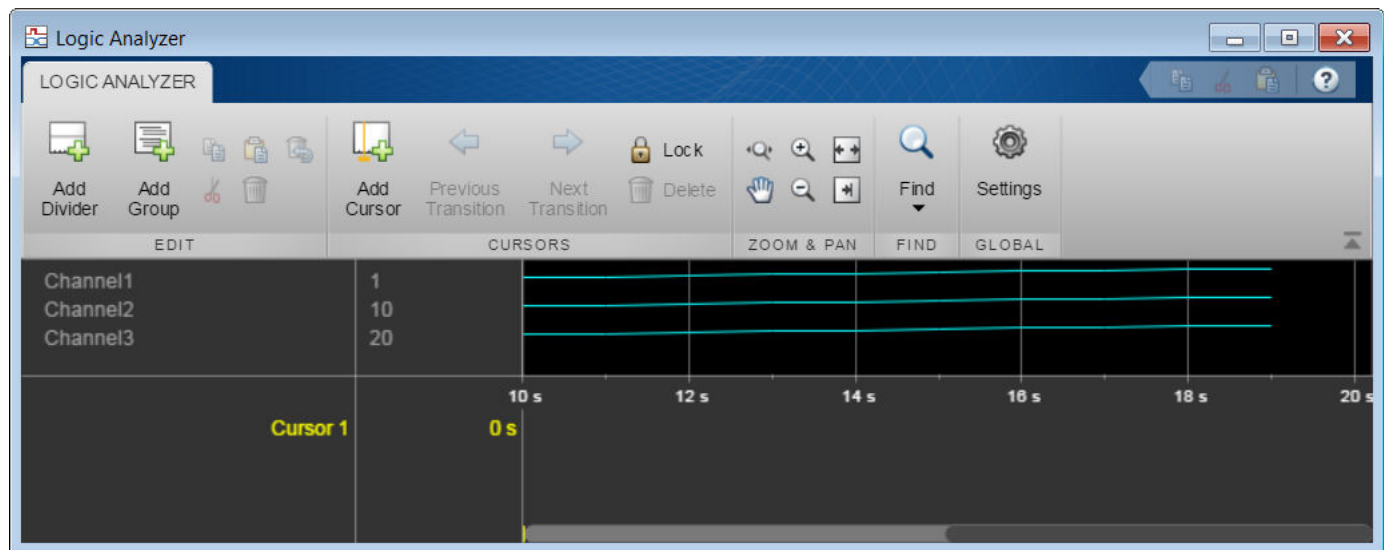 Logic Analyzer
LOGIC ANALYZER
Add Divider
Add Group
Add Cursor
Previous Transition
Next Transition
Lock
Delete
Find
Settings
EDIT
CURSORS
ZOOM & PAN
FIND
GLOBAL
Channel1 1
Channel2 10
Channel3 20
10 s 12 s 14 s 16 s 18 s 20 s
Cursor 1 0 s